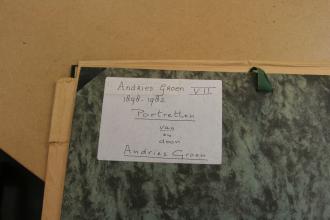 Andries Groen VII
1898-1982
Portretten
van
en
door
Andries Groen